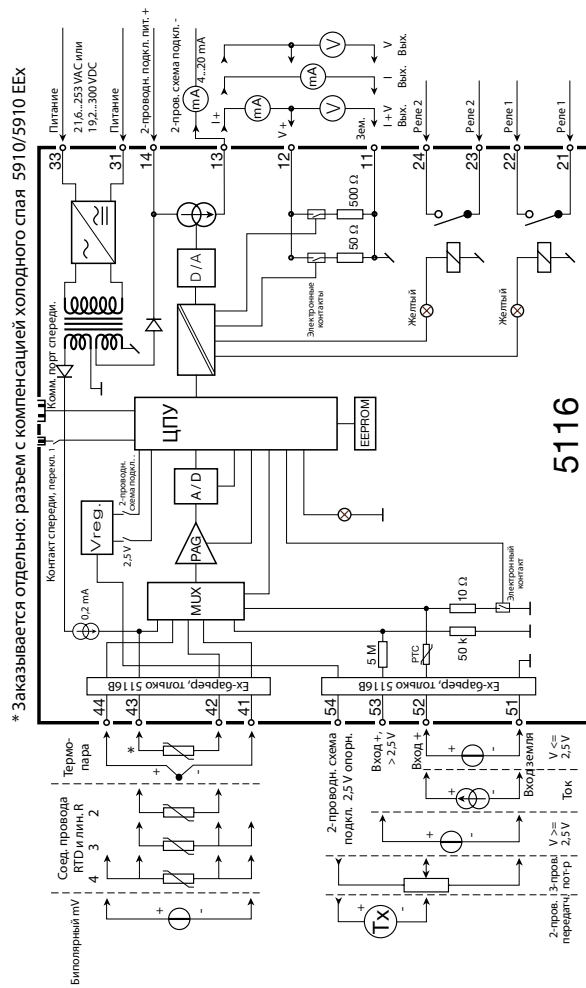 * Заказывается отдельно: разъем с компенсацией холодного спая 5910/5910 EEx
Питание
21,6...253 VAC или
19,2...300 VDC
Питание
2-проводн. подкл. пит. +
2-пров. схема подкл. -
mA
4...20 mA
33
31
14
13
12
11
24
23
22
21
I+
V+
Зем.
mA
V
I+V
Вых.
mA
I
Вых.
V
V
Вых.
Реле 2
Реле 2
Реле 1
Реле 1
D/A
500 Ω
50 Ω
Электронные
контакты
Желтый
Желтый
Комм. порт спереди.
Контакт спереди, перекл. 1
ЦПУ
EEPROM
Vreg.
2-проводн.
схема подкл.
2,5 V
A/D
PAG
MUX
0,2 mA
10 Ω
Электронный
контакт
5 M
PTC
50 k
5116
Ex-барьер, только 5116B
Ex-барьер, только 5116B
44
43
42
41
54
53
52
51
Термо-
пара
*
+
-
Соед. провода
RTD и лин. R
4
3
2
Биполярный mV
+
-
2-проводн. схема
подкл. 2,5 V опорн.
Вход +,
> 2,5 V
Вход +
Вход земля
+
-
V <=
2,5 V
+
-
Ток
+
-
V >=
2,5 V
3-пров.
пот-р
+
Tx
-
2-пров.
передатч.